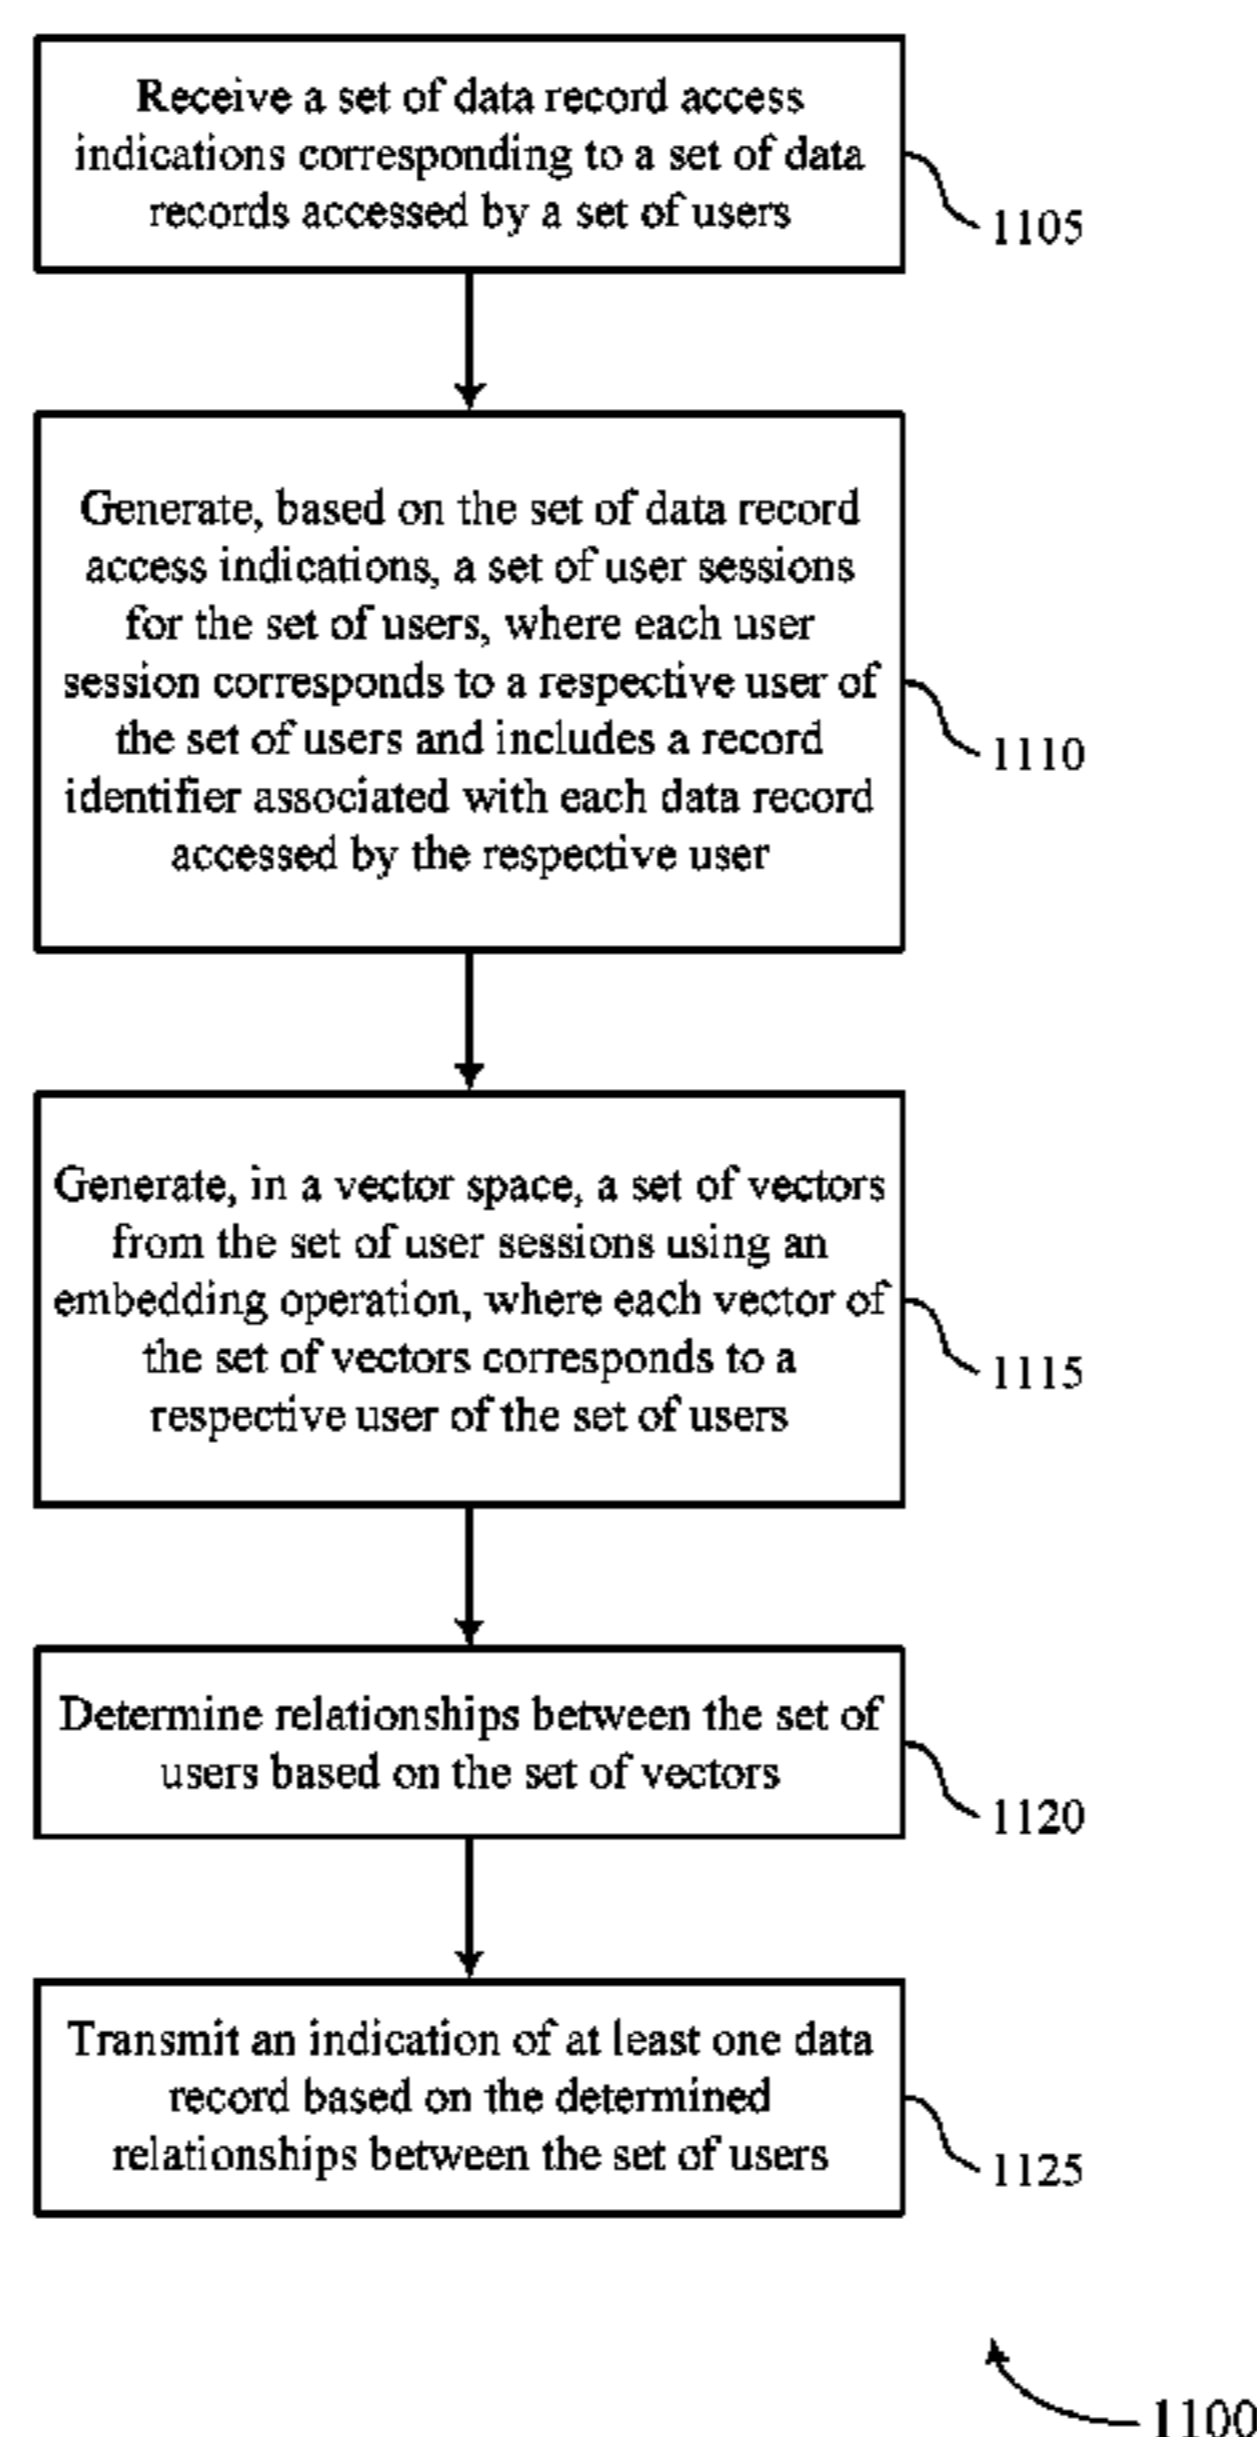 Receive a set of data record access
indications corresponding to a set of data
records accessed by a set of users
1105
Generate, based on the set of data record
access indications, a set of user sessions
for the set of users, where each user
session corresponds to a respective user of
the set of users and includes a record
identifier associated with each data record
accessed by the respective user
1110
Generate, in a vector space, a set of vectors
from the set of user sessions using an
embedding operation, where each vector of
the set of vectors corresponds to a
respective user of the set of users
1115
Determine relationships between the set of
users based on the set of vectors
1120
Transmit an indication of at least one data
record based on the determined
relationships between the set of users
1125
1100